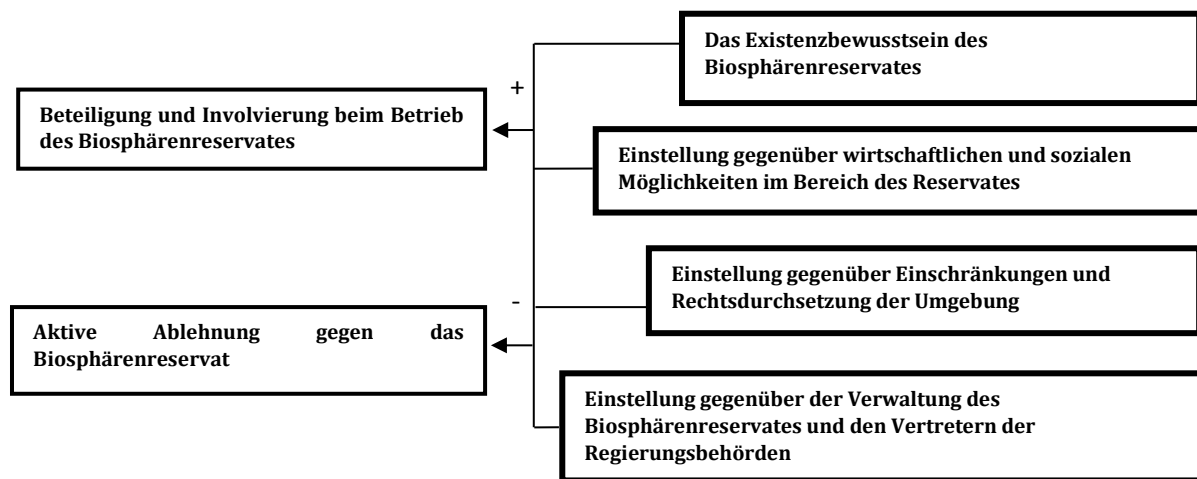 Das Existenzbewusstsein des
Biosphärenreservates
+
Beteiligung und Involvierung beim Betrieb
des Biosphärenreservates
Einstellung gegenüber wirtschaftlichen und sozialen
Möglichkeiten im Bereich des Reservates
Einstellung gegenüber Einschränkungen und
Rechtsdurchsetzung der Umgebung
-
Aktive Ablehnung gegen das
Biosphärenreservat
Einstellung gegenüber der Verwaltung des
Biosphärenreservates und den Vertretern der
Regierungsbehörden